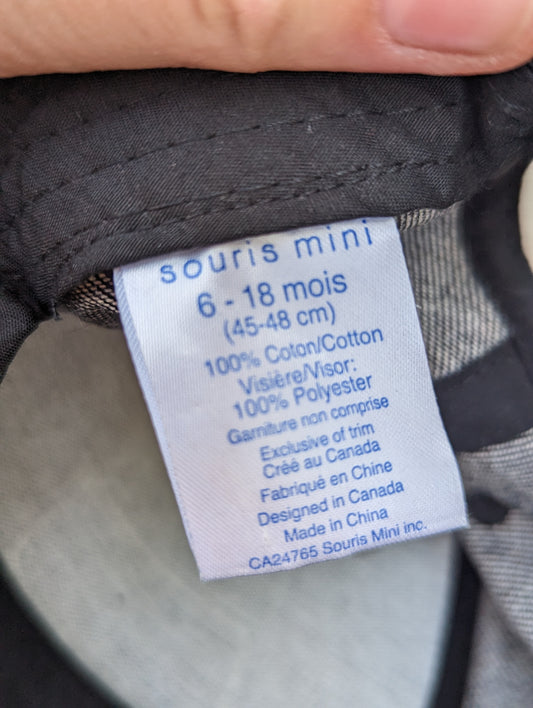 souris mini
6 - 18 mois
(45-48 cm)
100% Coton/Cotton
Visière/Visor:
100% Polyester
Garniture non comprise
Exclusive of trim
Créé au Canada
Fabriqué en Chine
Designed in Canada
Made in China
CA24765 Souris Mini inc.